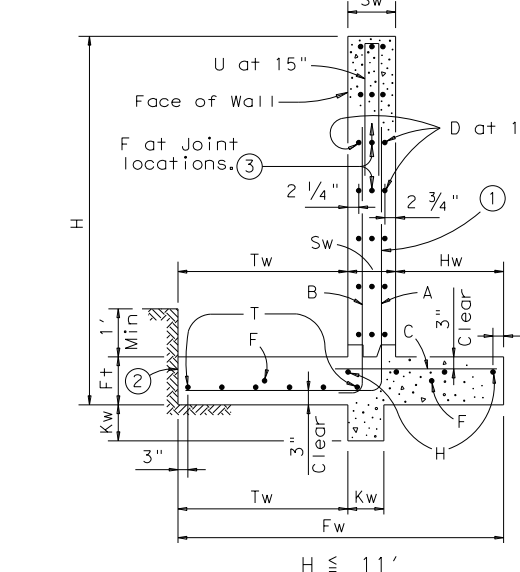 Sw
U at 15"
Face of Wall
F at Joint
locations. 3
D at 1
2 1/4"
2 3/4"
1
H
Sw
Tw
Hw
B
A
T
C
3"
Clear
1'
Min
F
2
Ft
Kw
F
3"
Clear
H
3"
Tw
Kw
Fw
H ≦ 11'